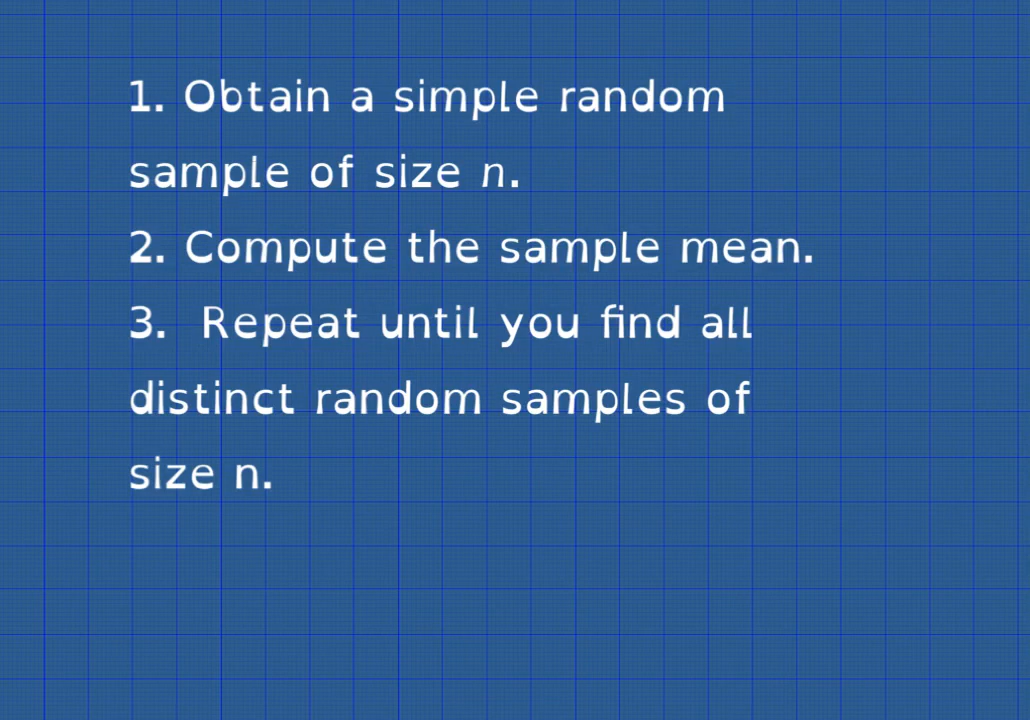 1. Obtain a simple random
sample of size n.
2. Compute the sample mean.
3. Repeat until you find all
distinct random samples of
size n.